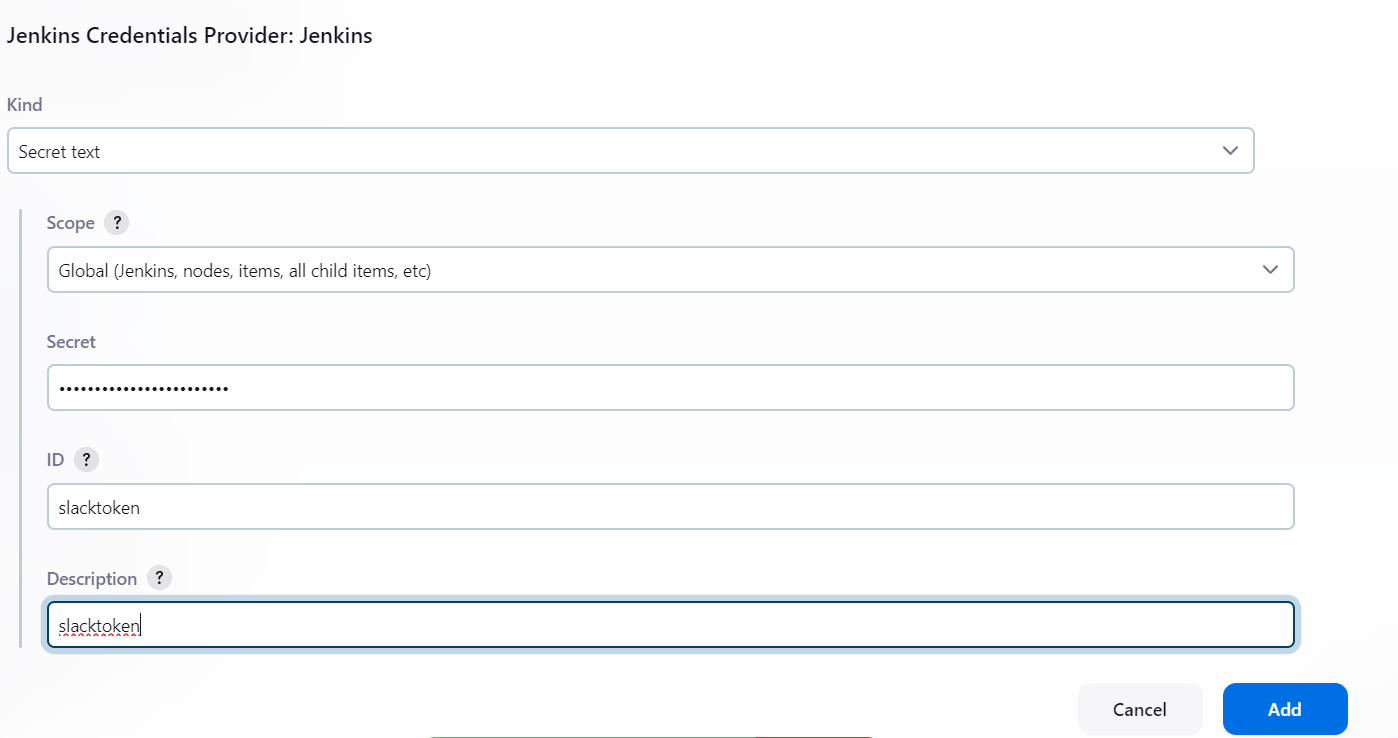 Jenkins Credentials Provider: Jenkins
Kind
Secret text
Scope ?
Global (Jenkins, nodes, items, all child items, etc)
Secret
••••••••••••••••••••••••
ID ?
slacktoken
Description ?
slacktoken
Cancel Add